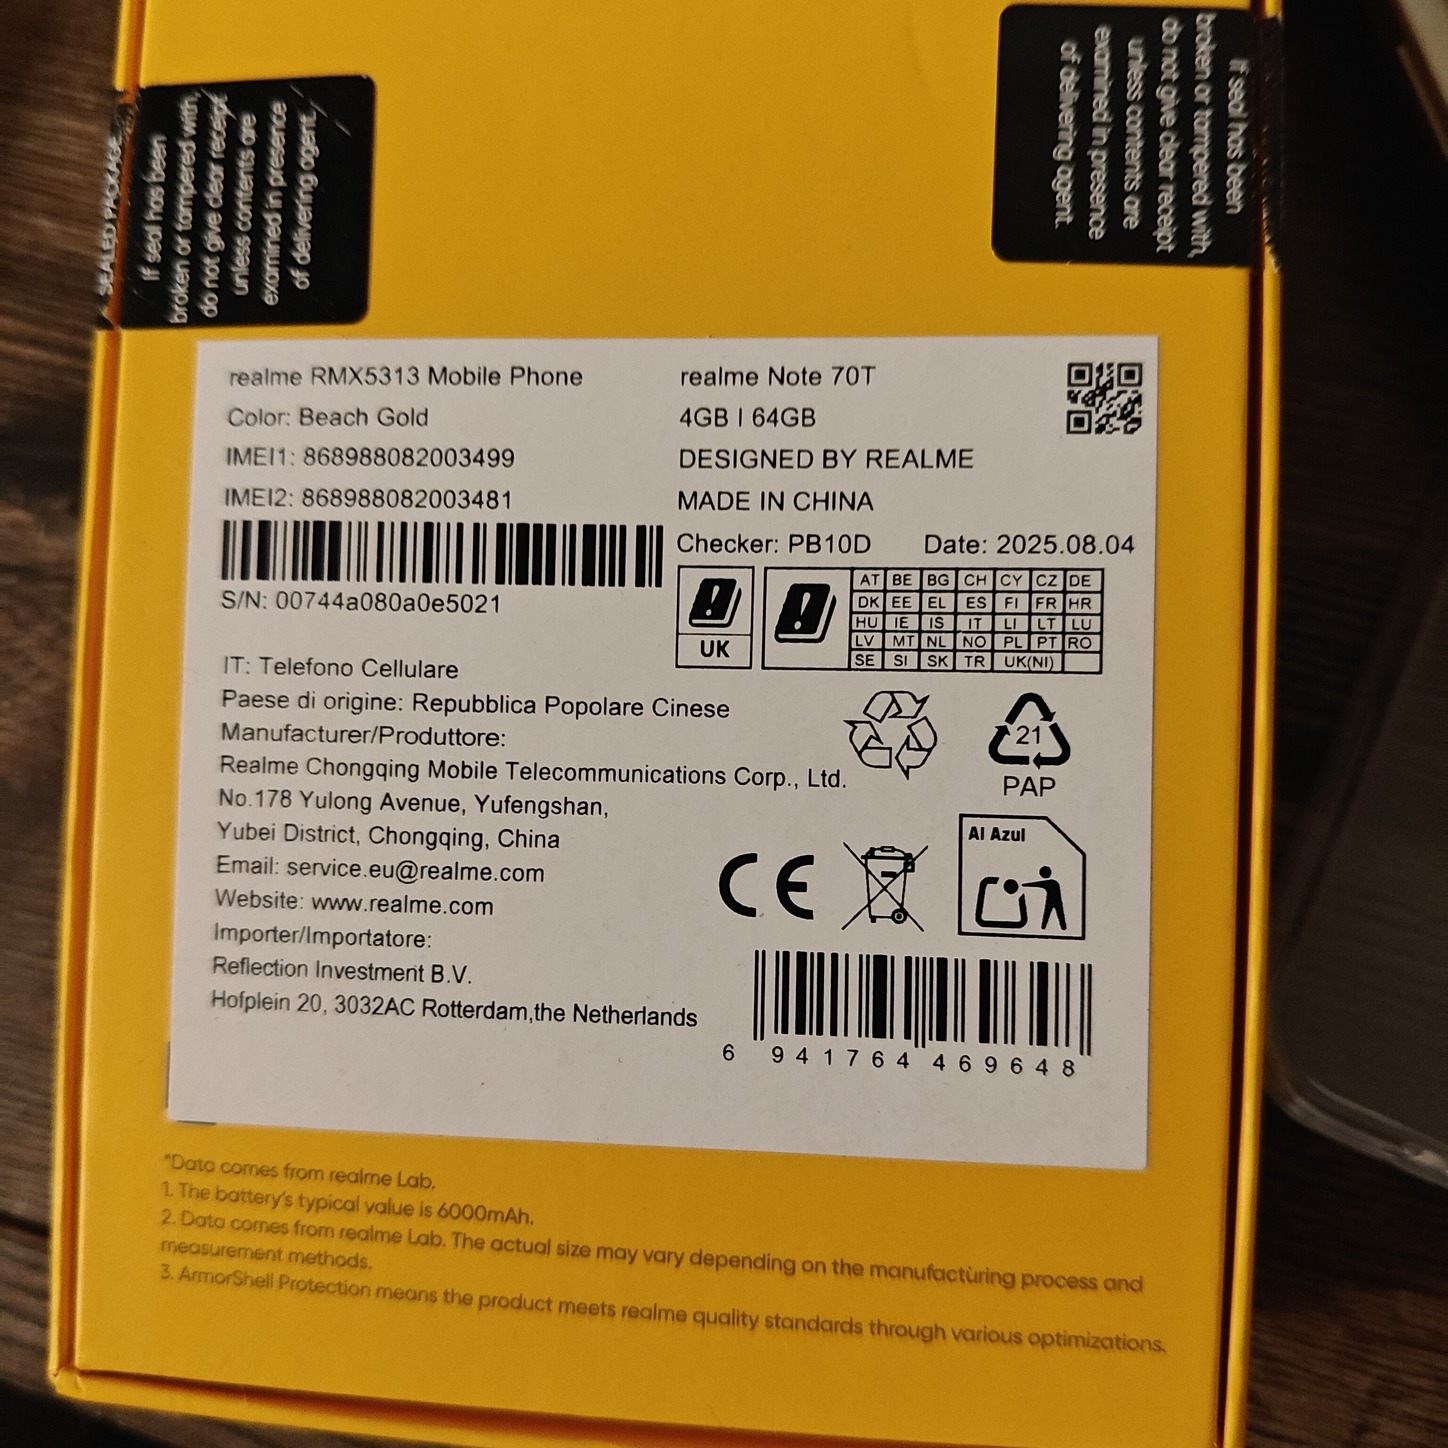 SEALED PACKAGE
If seal has been
broken or tampered with,
do not give clear receipt
unless contents are
examined in presence
of delivering agent.
If seal has been
broken or tampered with,
do not give clear receipt
unless contents are
examined in presence
of delivering agent.
realme RMX5313 Mobile Phone
Color: Beach Gold
IMEI1: 868988082003499
IMEI2: 868988082003481
S/N: 00744a080a0e5021
realme Note 70T
4GB | 64GB
DESIGNED BY REALME
MADE IN CHINA
Checker: PB10D Date: 2025.08.04
UK
AT BE BG CH CY CZ DE
DK EE EL ES FI FR HR
HU IE IS IT LI LT LU
LV MT NL NO PL PT RO
SE SI SK TR UK(NI)
IT: Telefono Cellulare
Paese di origine: Repubblica Popolare Cinese
Manufacturer/Produttore:
Realme Chongqing Mobile Telecommunications Corp., Ltd.
No.178 Yulong Avenue, Yufengshan,
Yubei District, Chongqing, China
Email: service.eu@realme.com
Website: www.realme.com
Importer/Importatore:
Reflection Investment B.V.
Hofplein 20, 3032AC Rotterdam,the Netherlands
21
PAP
CE
Al Azul
6 941764 469648
*Data comes from realme Lab.
1. The battery's typical value is 6000mAh.
2. Data comes from realme Lab. The actual size may vary depending on the manufacturing process and
measurement methods.
3. ArmorShell Protection means the product meets realme quality standards through various optimizations.